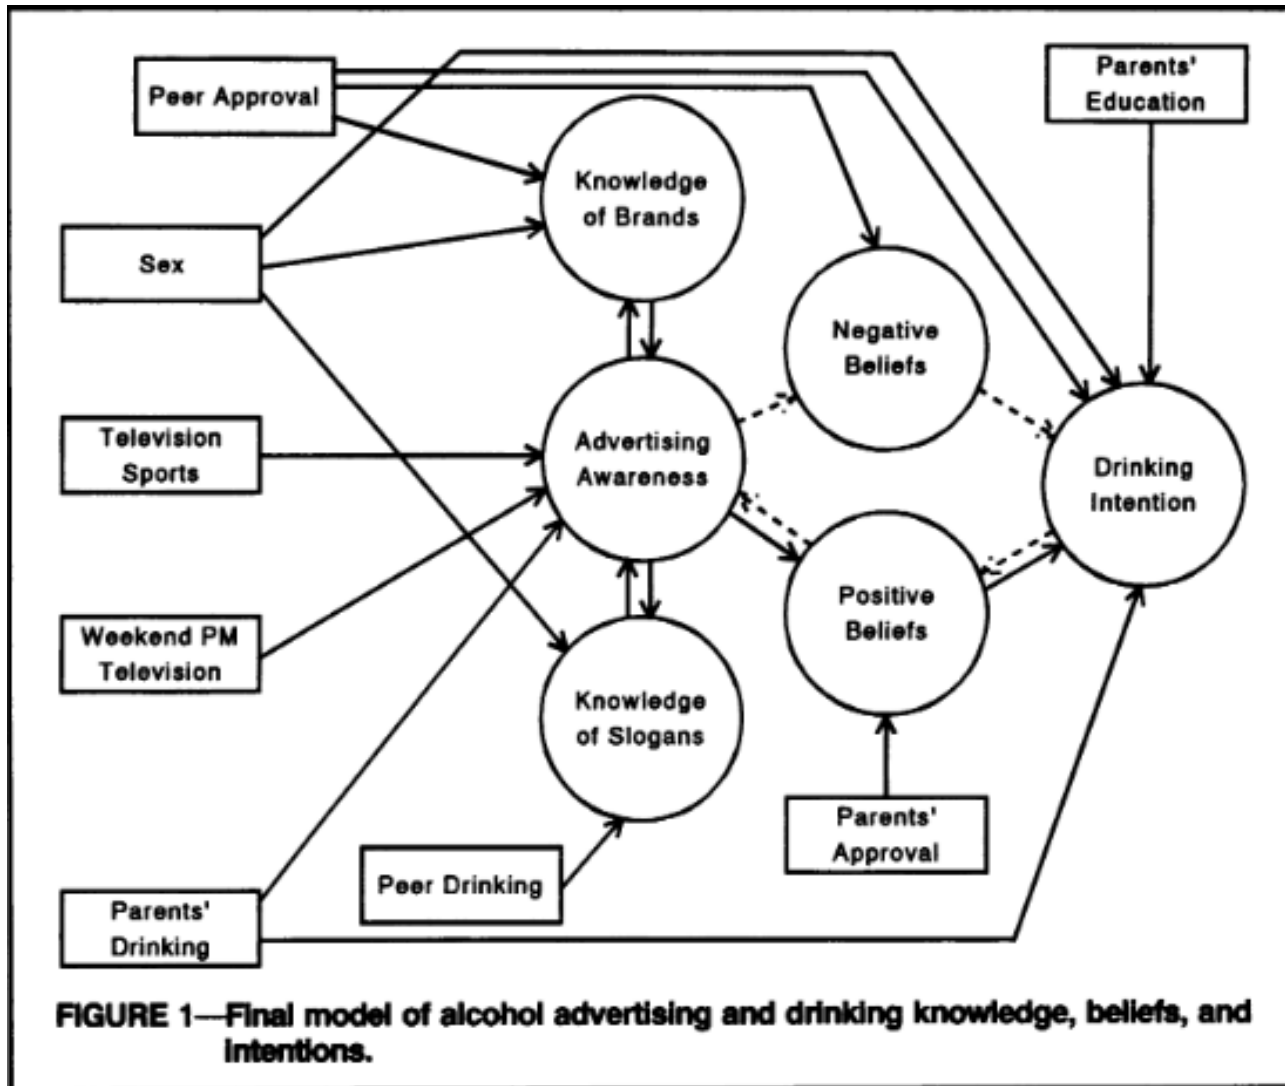 Peer Approval
Parents'
Education
Knowledge
of Brands
Sex
Negative
Beliefs
Television
Sports
Advertising
Awareness
Drinking
Intention
Weekend PM
Television
Positive
Beliefs
Knowledge
of Slogans
Parents'
Approval
Peer Drinking
Parents'
Drinking
FIGURE 1—Final model of alcohol advertising and drinking knowledge, beliefs, and
intentions.